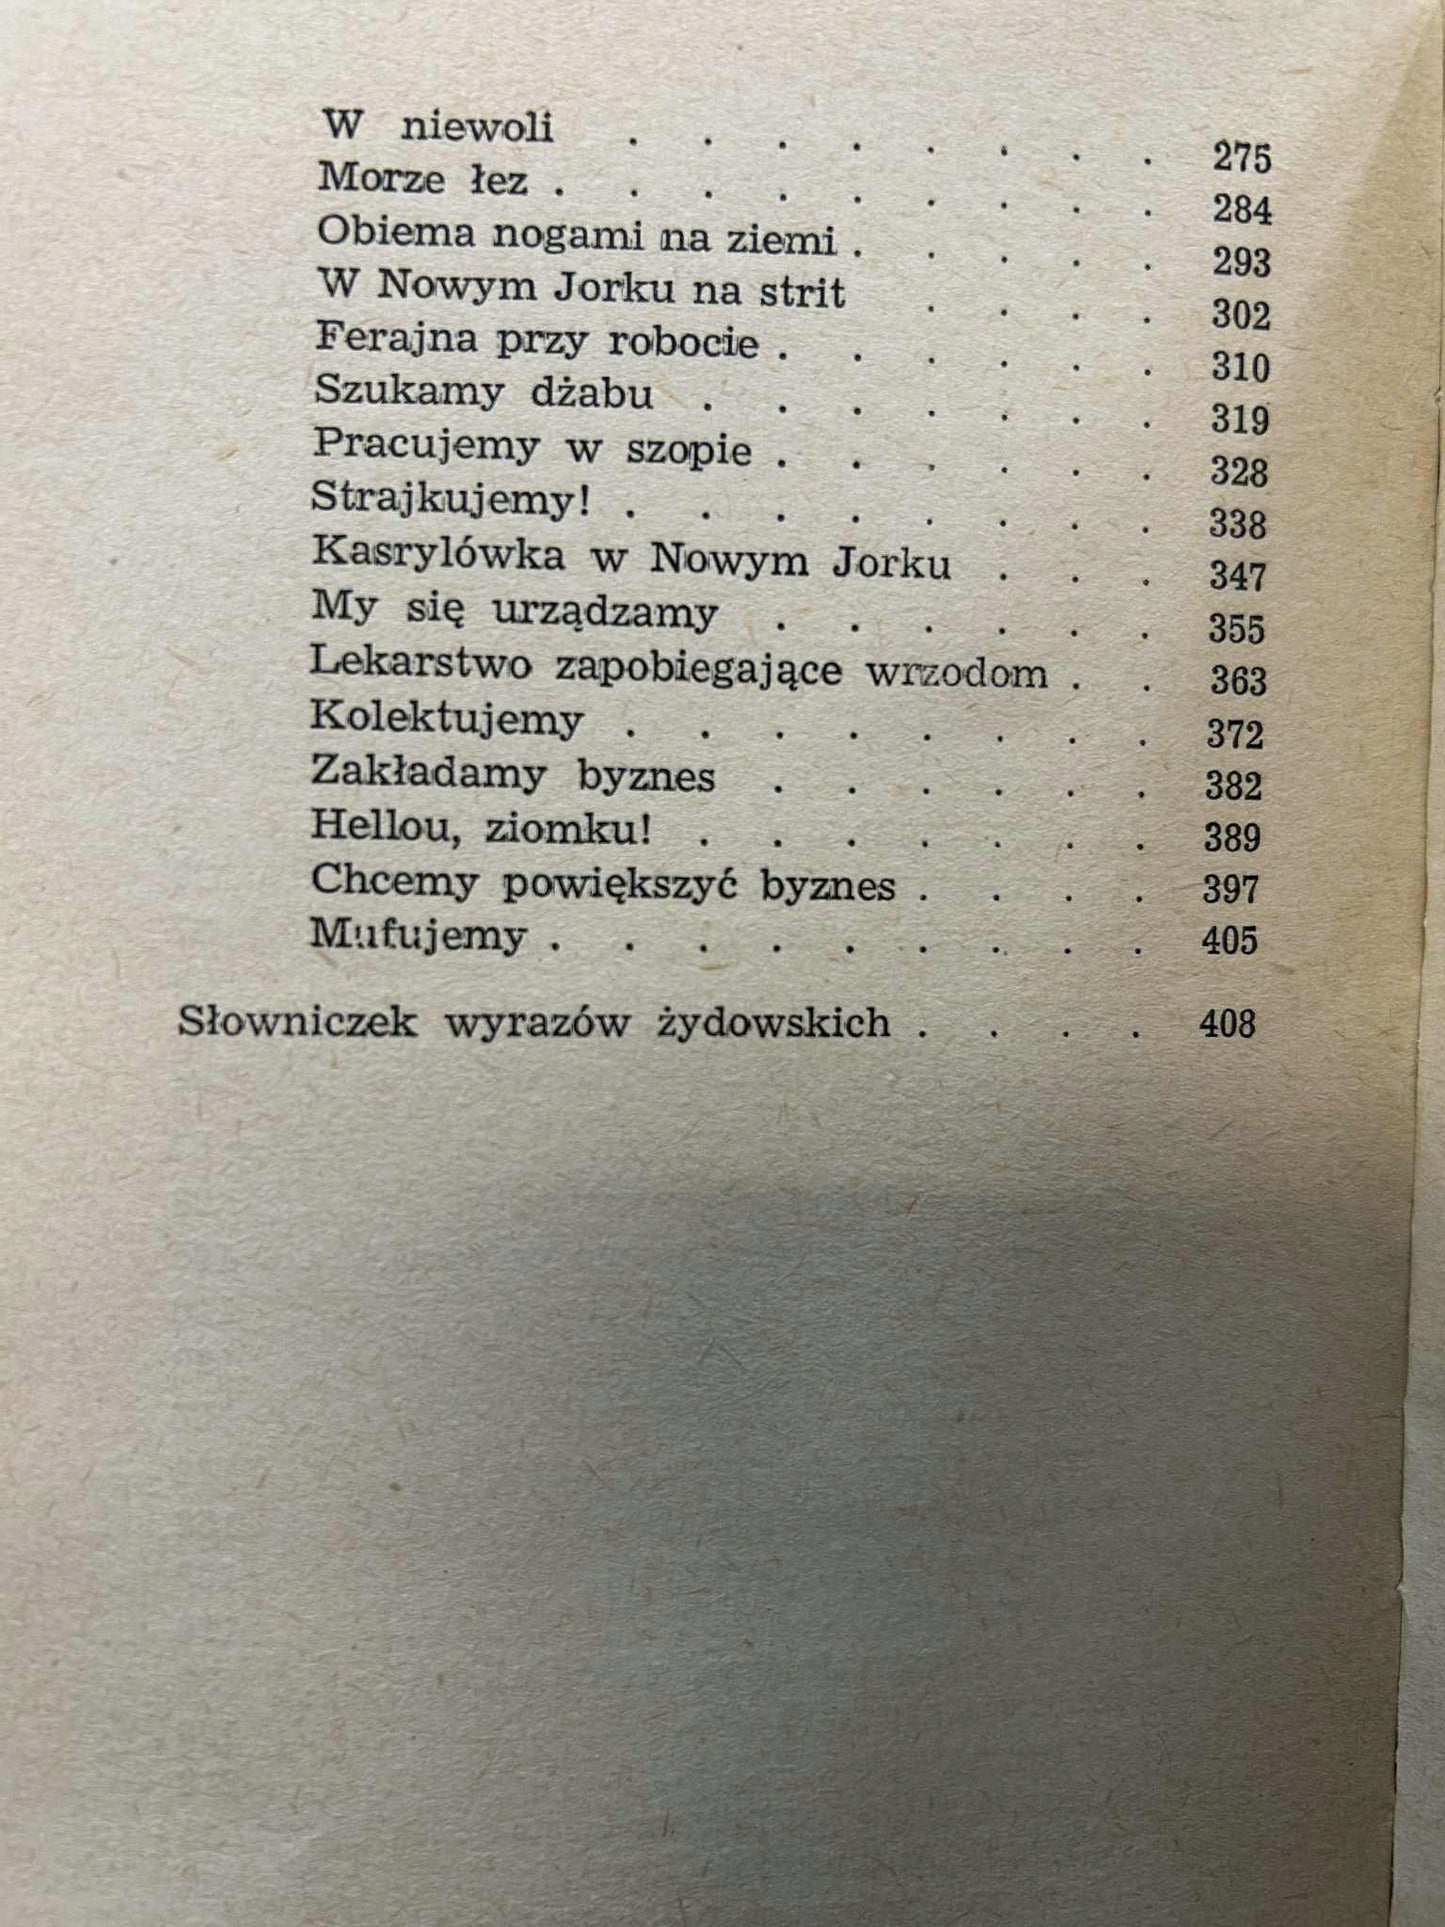 W niewoli . . . . . . . . 275
Morze łez . . . . . . . . . 284
Obiema nogami na ziemi . . . . . 293
W Nowym Jorku na strit . . . . 302
Ferajna przy robocie . . . . . . 310
Szukamy dżabu . . . . . . . 319
Pracujemy w szopie . . . . . . 328
Strajkujemy! . . . . . . . . 338
Kasrylówka w Nowym Jorku . . . 347
My się urządzamy . . . . . . 355
Lekarstwo zapobiegające wrzodom . . 363
Kolektujemy . . . . . . . . 372
Zakładamy byznes . . . . . . 382
Hellou, ziomku! . . . . . . . 389
Chcemy powiększyć byznes . . . . 397
Mufujemy . . . . . . . . . 405
Słowniczek wyrazów żydowskich . . . . 408